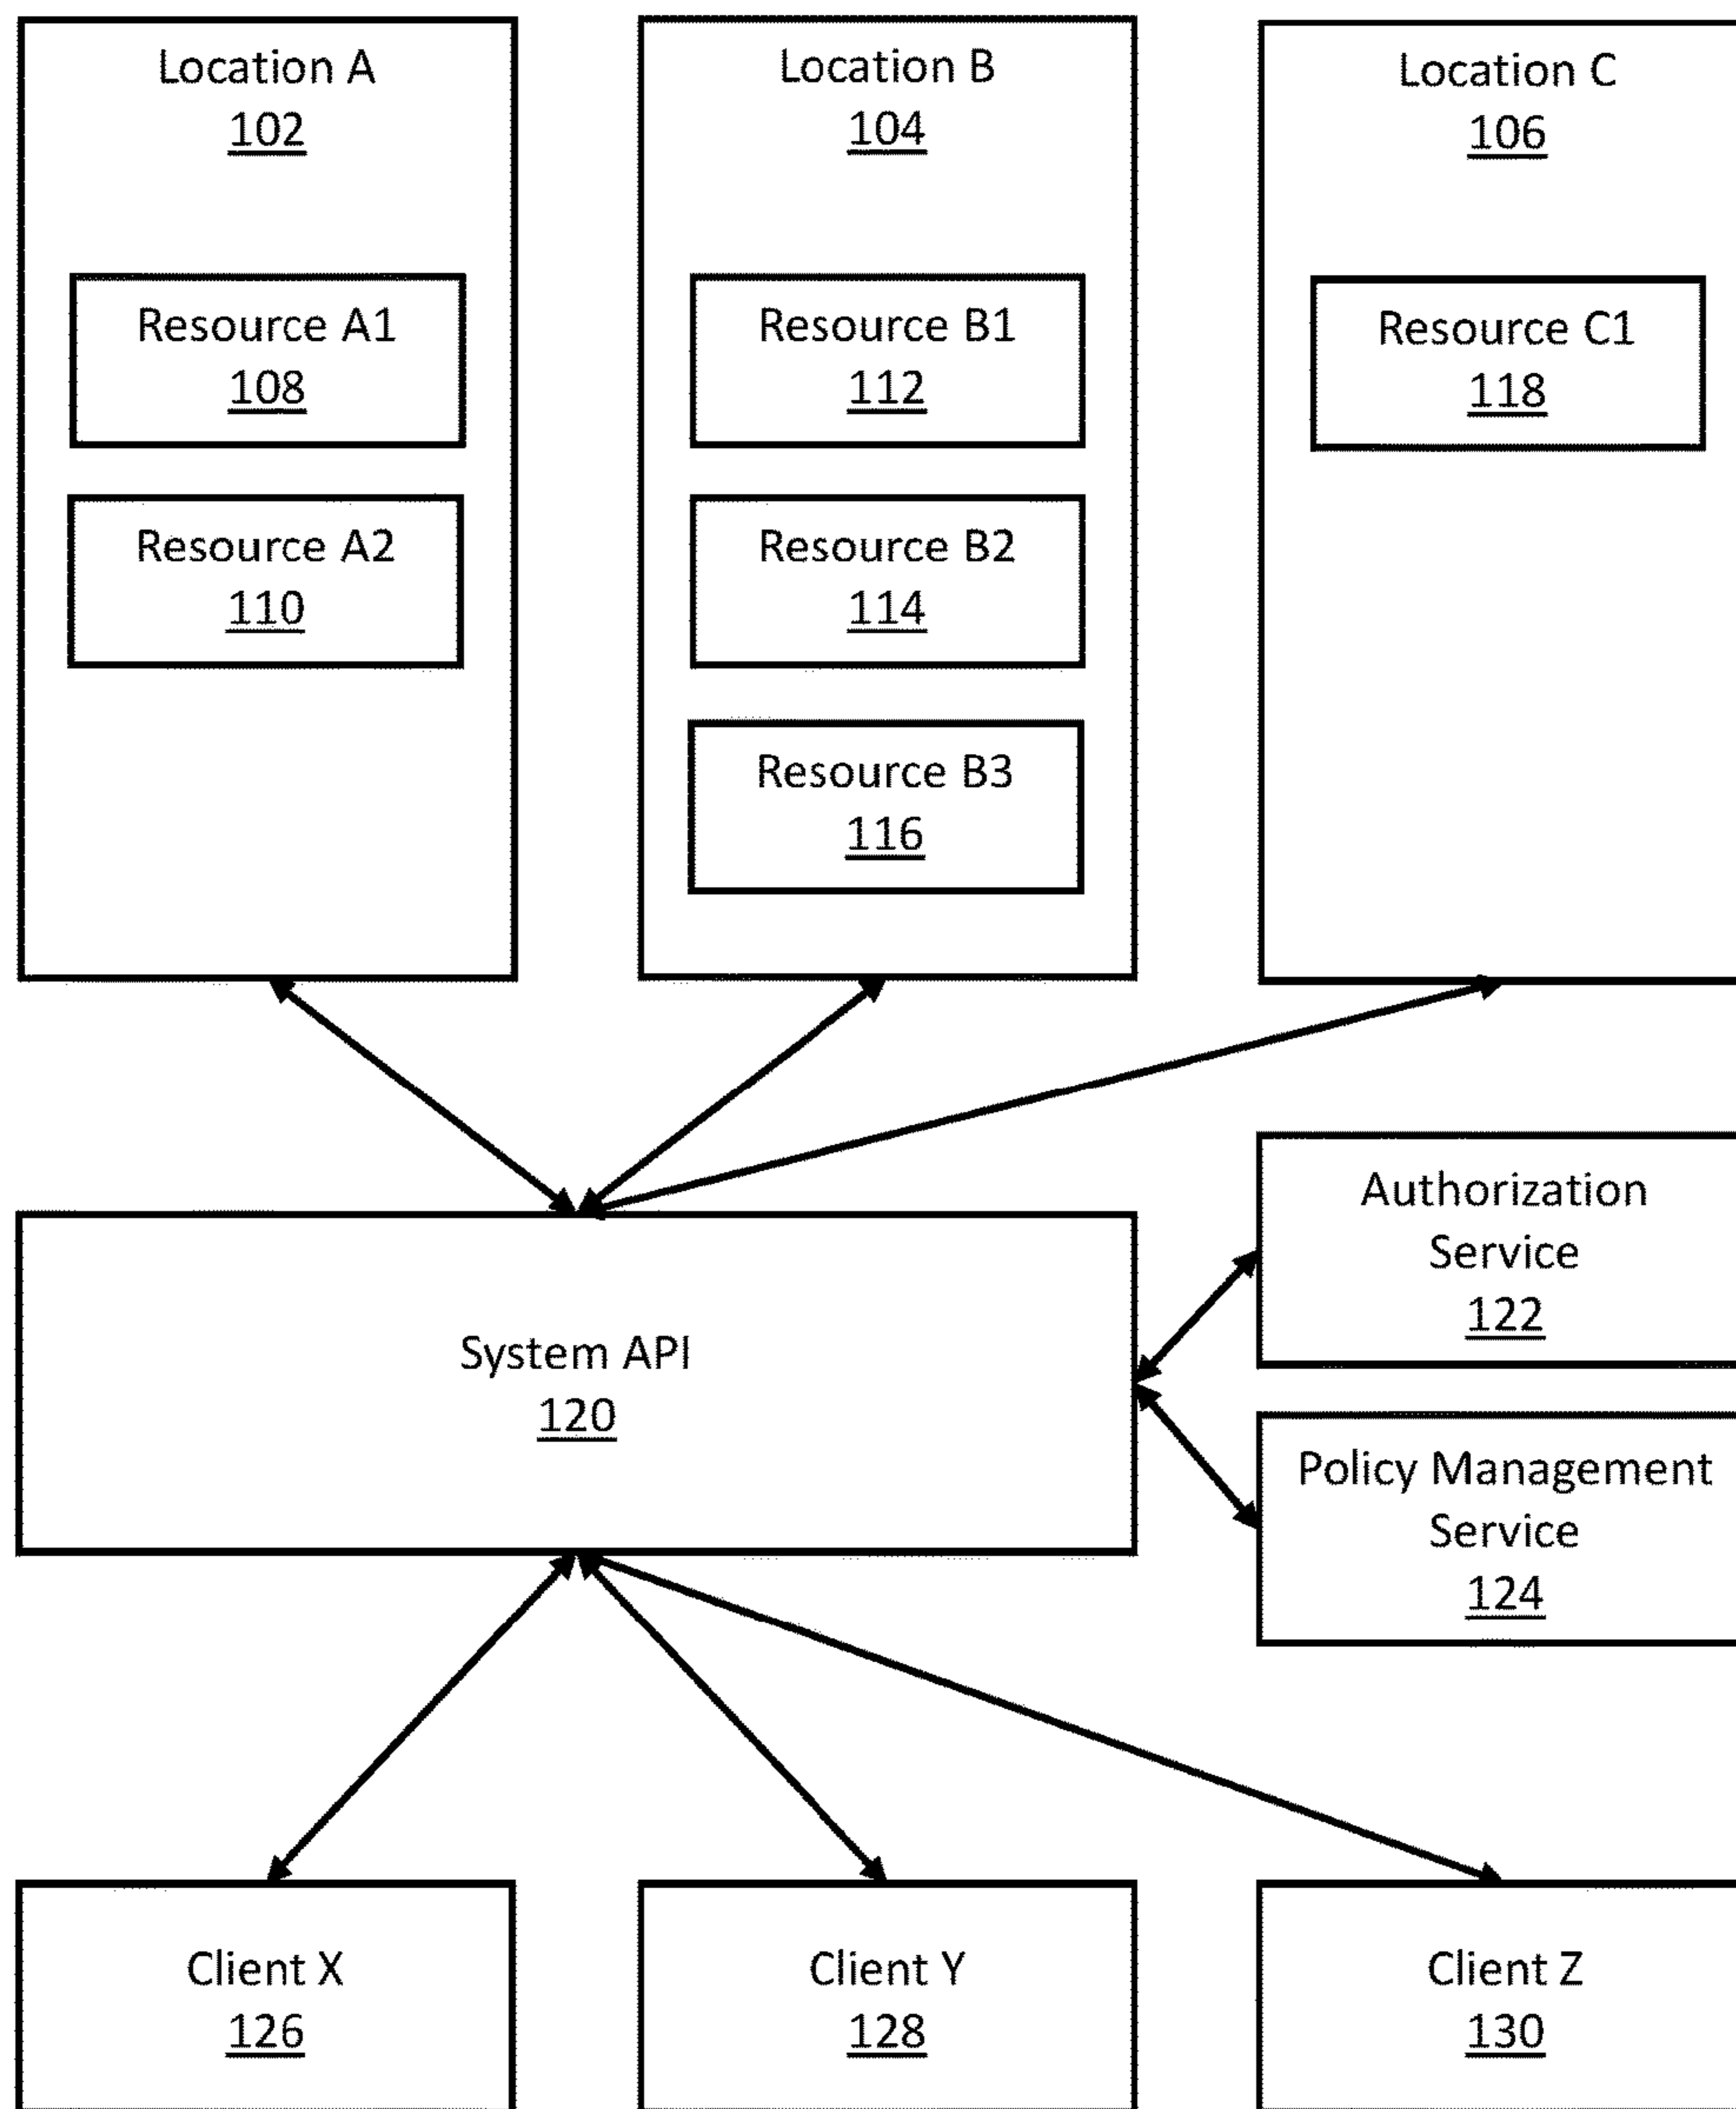 Location A
102
Location B
104
Location C
106
Resource A1
108
Resource B1
112
Resource C1
118
Resource A2
110
Resource B2
114
Resource B3
116
Authorization
Service
122
System API
120
Policy Management
Service
124
Client X
126
Client Y
128
Client Z
130